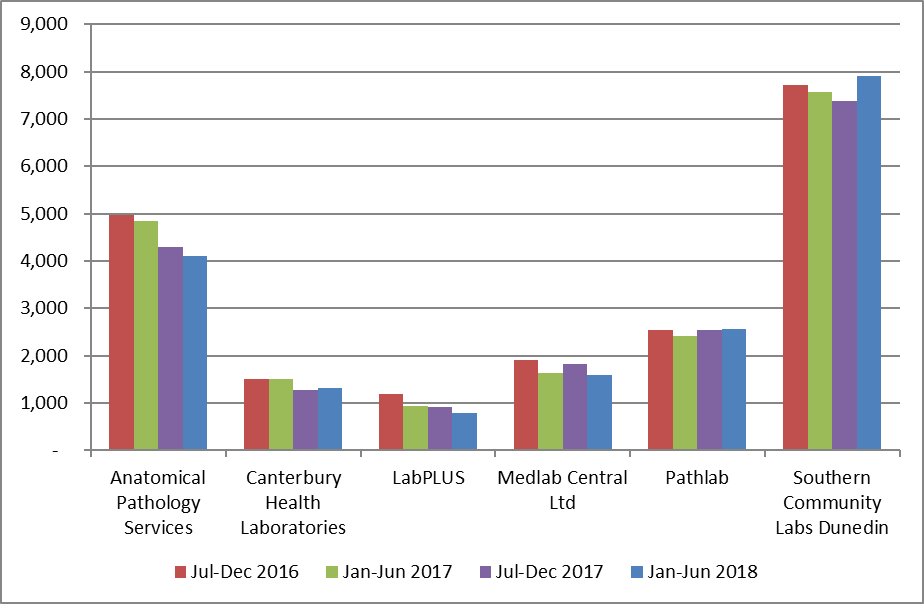 9,000
8,000
7,000
6,000
5,000
4,000
3,000
2,000
1,000
-
Anatomical
Pathology
Services
Canterbury
Health
Laboratories
LabPLUS
Medlab Central
Ltd
Pathlab
Southern
Community
Labs Dunedin
Jul-Dec 2016 Jan-Jun 2017 Jul-Dec 2017 Jan-Jun 2018